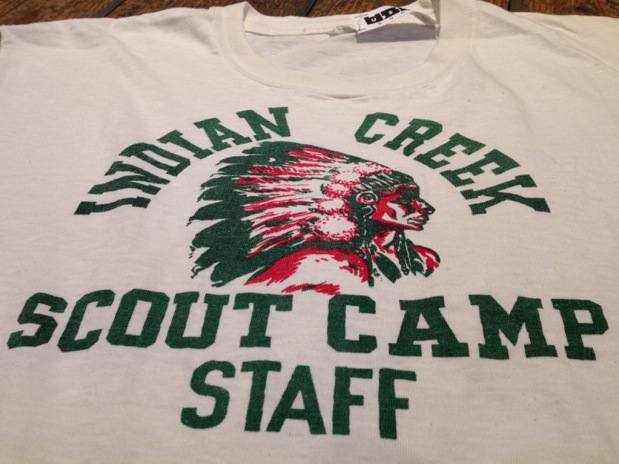 INDIAN CREEK
SCOUT CAMP
STAFF